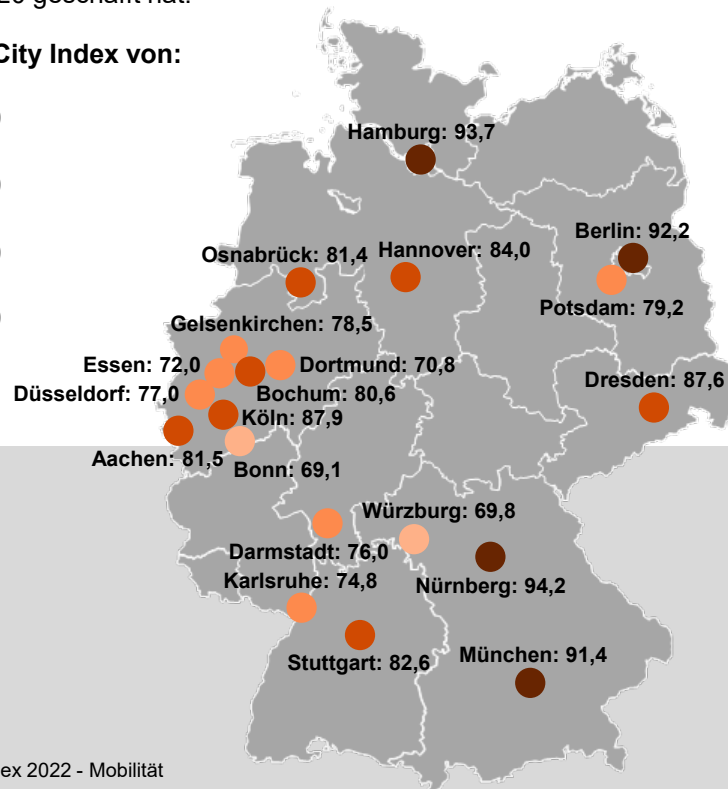 geschafft hat.
City Index von:
Hamburg: 93,7
Berlin: 92,2
Osnabrück: 81,4
Hannover: 84,0
Potsdam: 79,2
Gelsenkirchen: 78,5
Essen: 72,0
Dortmund: 70,8
Düsseldorf: 77,0
Bochum: 80,6
Dresden: 87,6
Köln: 87,9
Aachen: 81,5
Bonn: 69,1
Würzburg: 69,8
Darmstadt: 76,0
Nürnberg: 94,2
Karlsruhe: 74,8
Stuttgart: 82,6
München: 91,4
ex 2022 - Mobilität